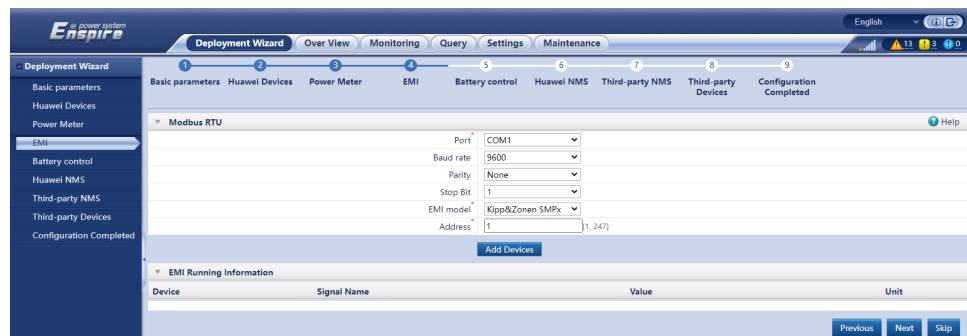 English
e power system
Enspire
Deployment Wizard Over View Monitoring Query Settings Maintenance
13 3 0
Deployment Wizard
Basic parameters
Huawei Devices
Power Meter
EMI
Battery control
Huawei NMS
Third-party NMS
Third-party Devices
Configuration Completed
1 2 3 4 5 6 7 8 9
Basic parameters Huawei Devices Power Meter EMI Battery control Huawei NMS Third-party NMS Third-party Configuration
Devices Completed
Modbus RTU Help
Port* COM1
Baud rate 9600
Parity None
Stop Bit 1
EMI model* Kipp&Zonen SMPx
Address* 1 [1, 247]
Add Devices
EMI Running Information
Device Signal Name Value Unit
Previous Next Skip